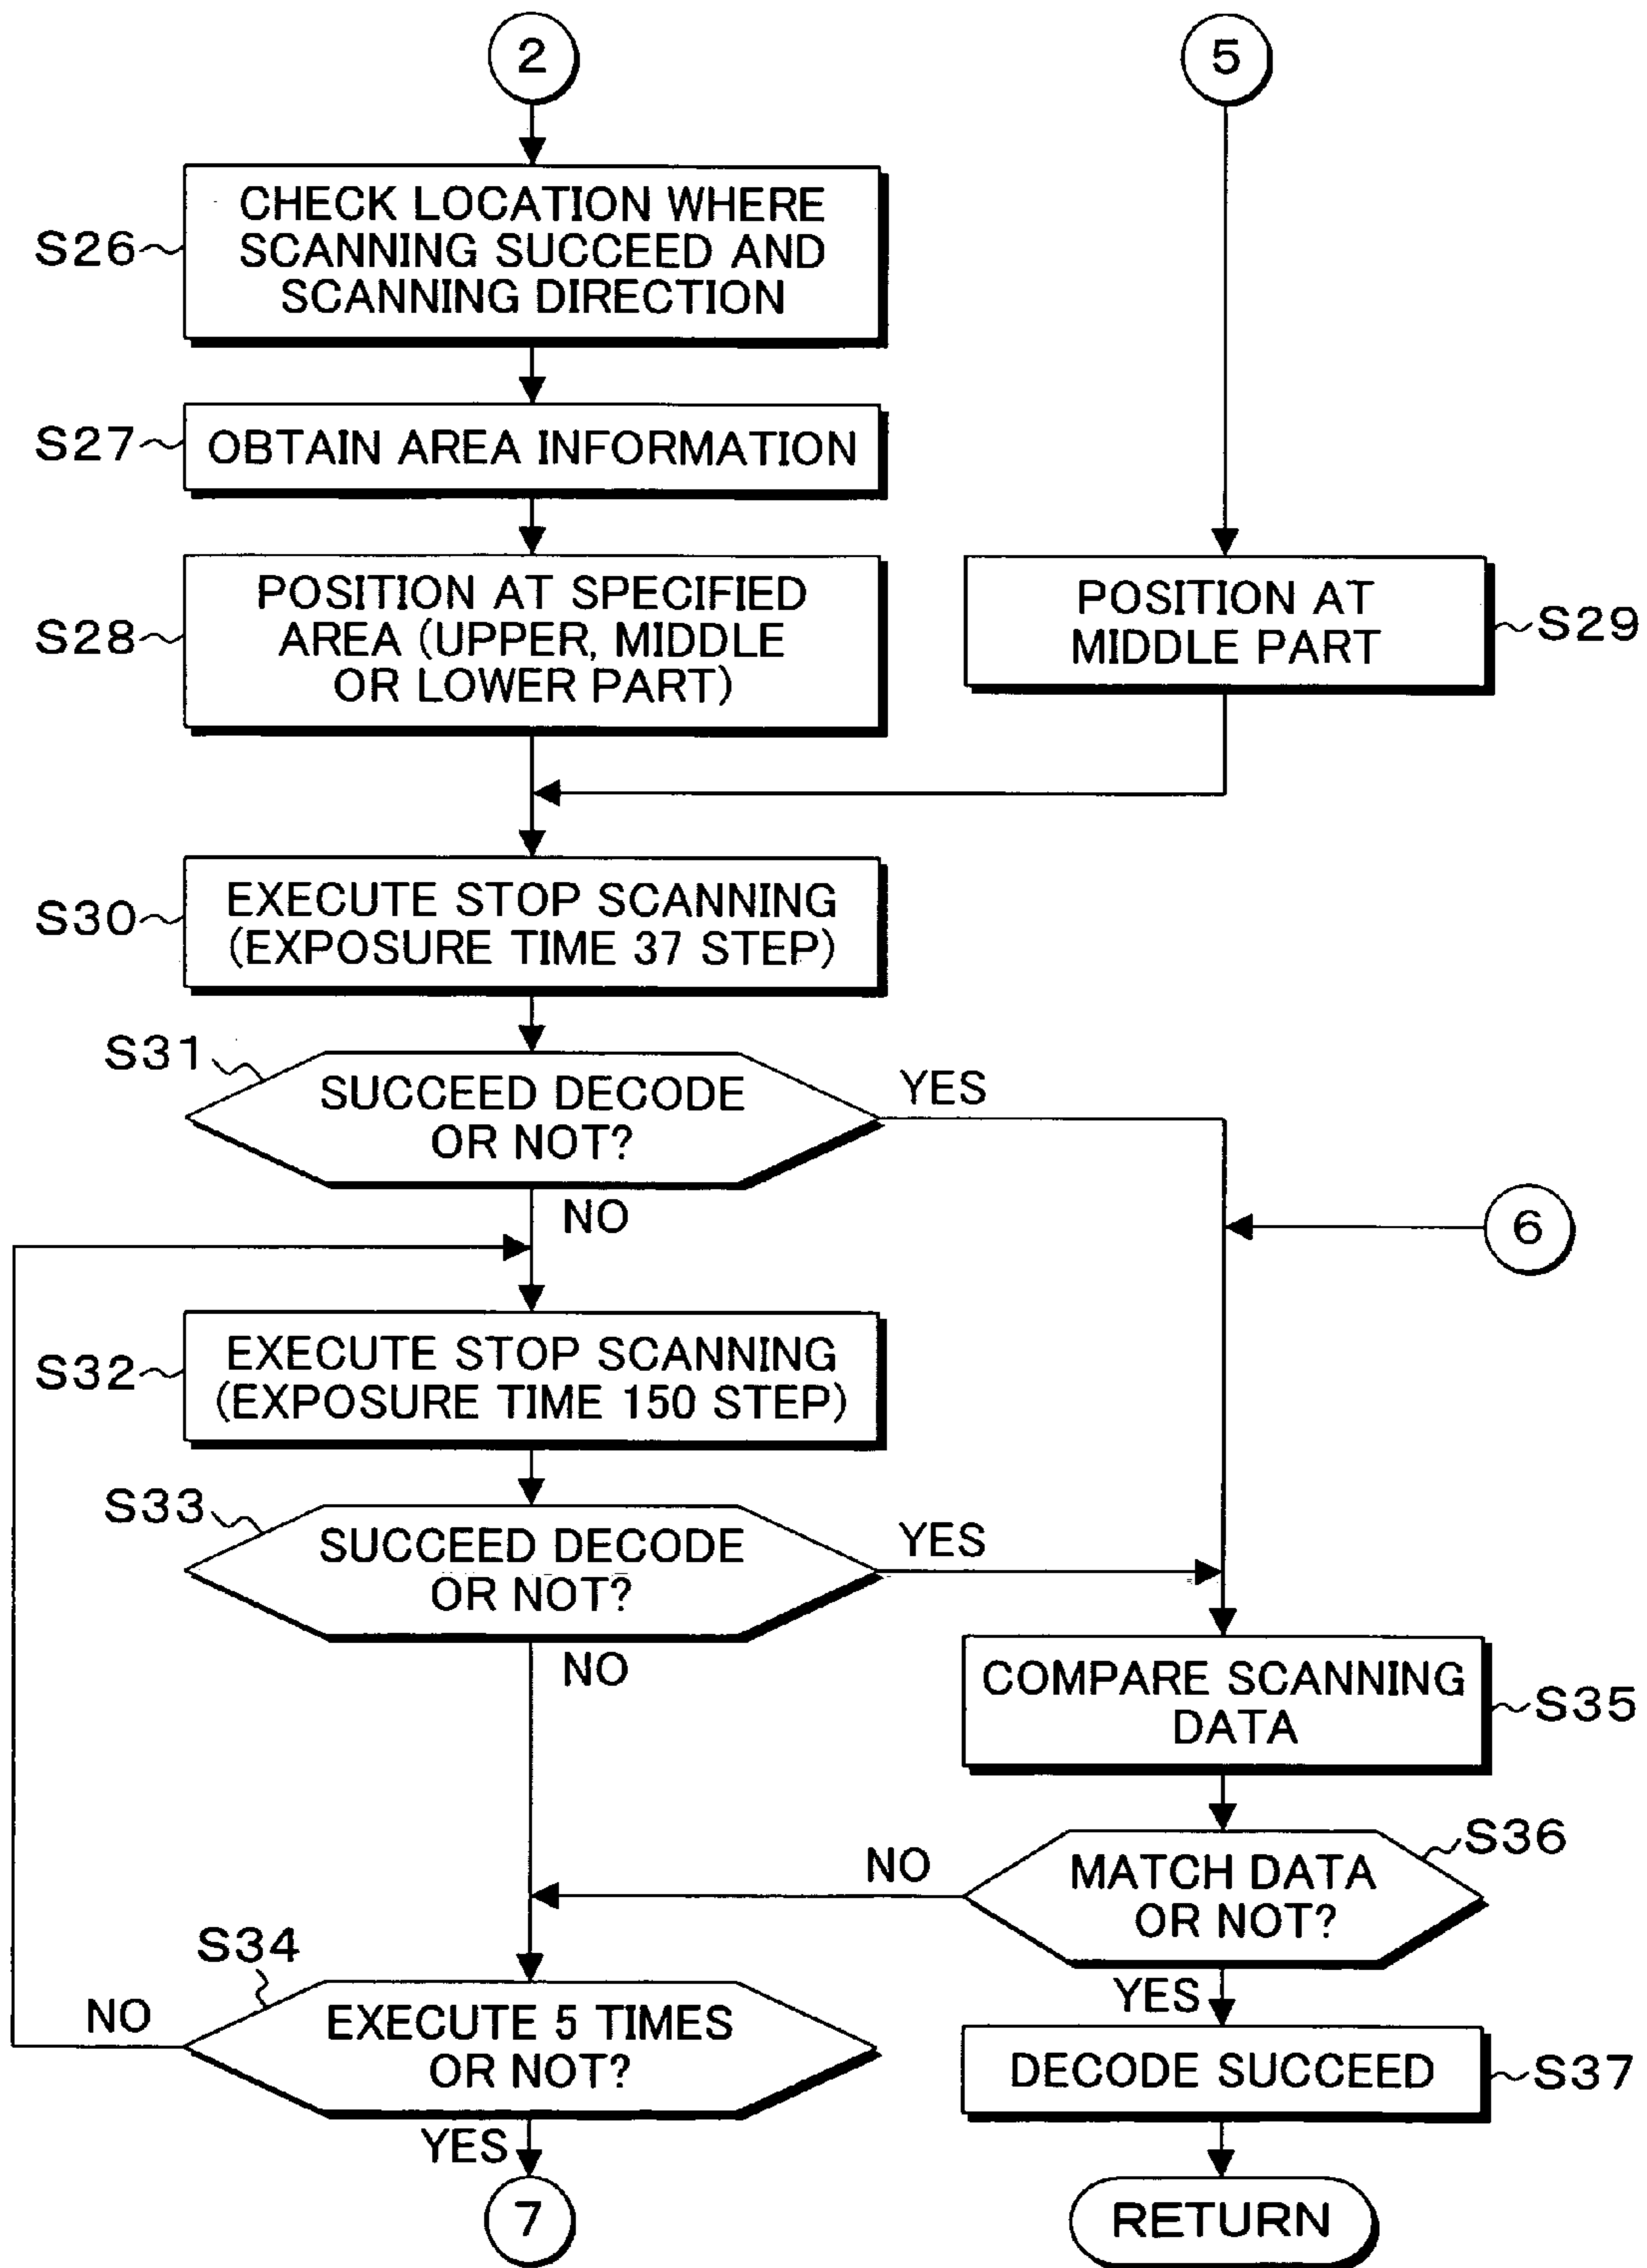 2
5
CHECK LOCATION WHERE
SCANNING SUCCEED AND
SCANNING DIRECTION
S26
S27
OBTAIN AREA INFORMATION
POSITION AT SPECIFIED
AREA (UPPER, MIDDLE
OR LOWER PART)
S28
POSITION AT
MIDDLE PART
S29
S30
EXECUTE STOP SCANNING
(EXPOSURE TIME 37 STEP)
S31
SUCCEED DECODE
OR NOT?
YES
NO
6
S32
EXECUTE STOP SCANNING
(EXPOSURE TIME 150 STEP)
S33
SUCCEED DECODE
OR NOT?
YES
NO
COMPARE SCANNING
DATA
S35
S36
MATCH DATA
OR NOT?
NO
YES
S34
EXECUTE 5 TIMES
OR NOT?
NO
YES
DECODE SUCCEED
S37
7
RETURN